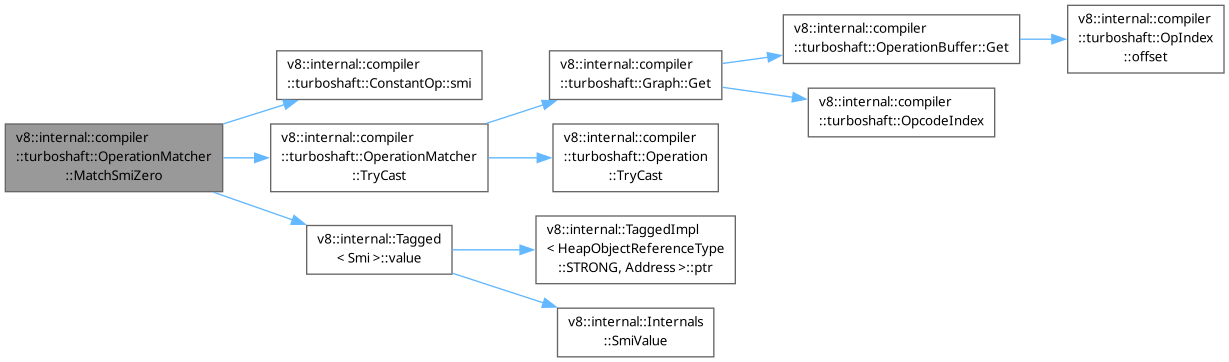 v8::internal::compiler
::turboshaft::OperationMatcher
::MatchSmiZero
v8::internal::compiler
::turboshaft::ConstantOp::smi
v8::internal::compiler
::turboshaft::OperationMatcher
::TryCast
v8::internal::compiler
::turboshaft::Graph::Get
v8::internal::compiler
::turboshaft::OperationBuffer::Get
v8::internal::compiler
::turboshaft::OpIndex
::offset
v8::internal::compiler
::turboshaft::OpcodeIndex
v8::internal::compiler
::turboshaft::Operation
::TryCast
v8::internal::Tagged
< Smi >::value
v8::internal::TaggedImpl
< HeapObjectReferenceType
::STRONG, Address >::ptr
v8::internal::Internals
::SmiValue